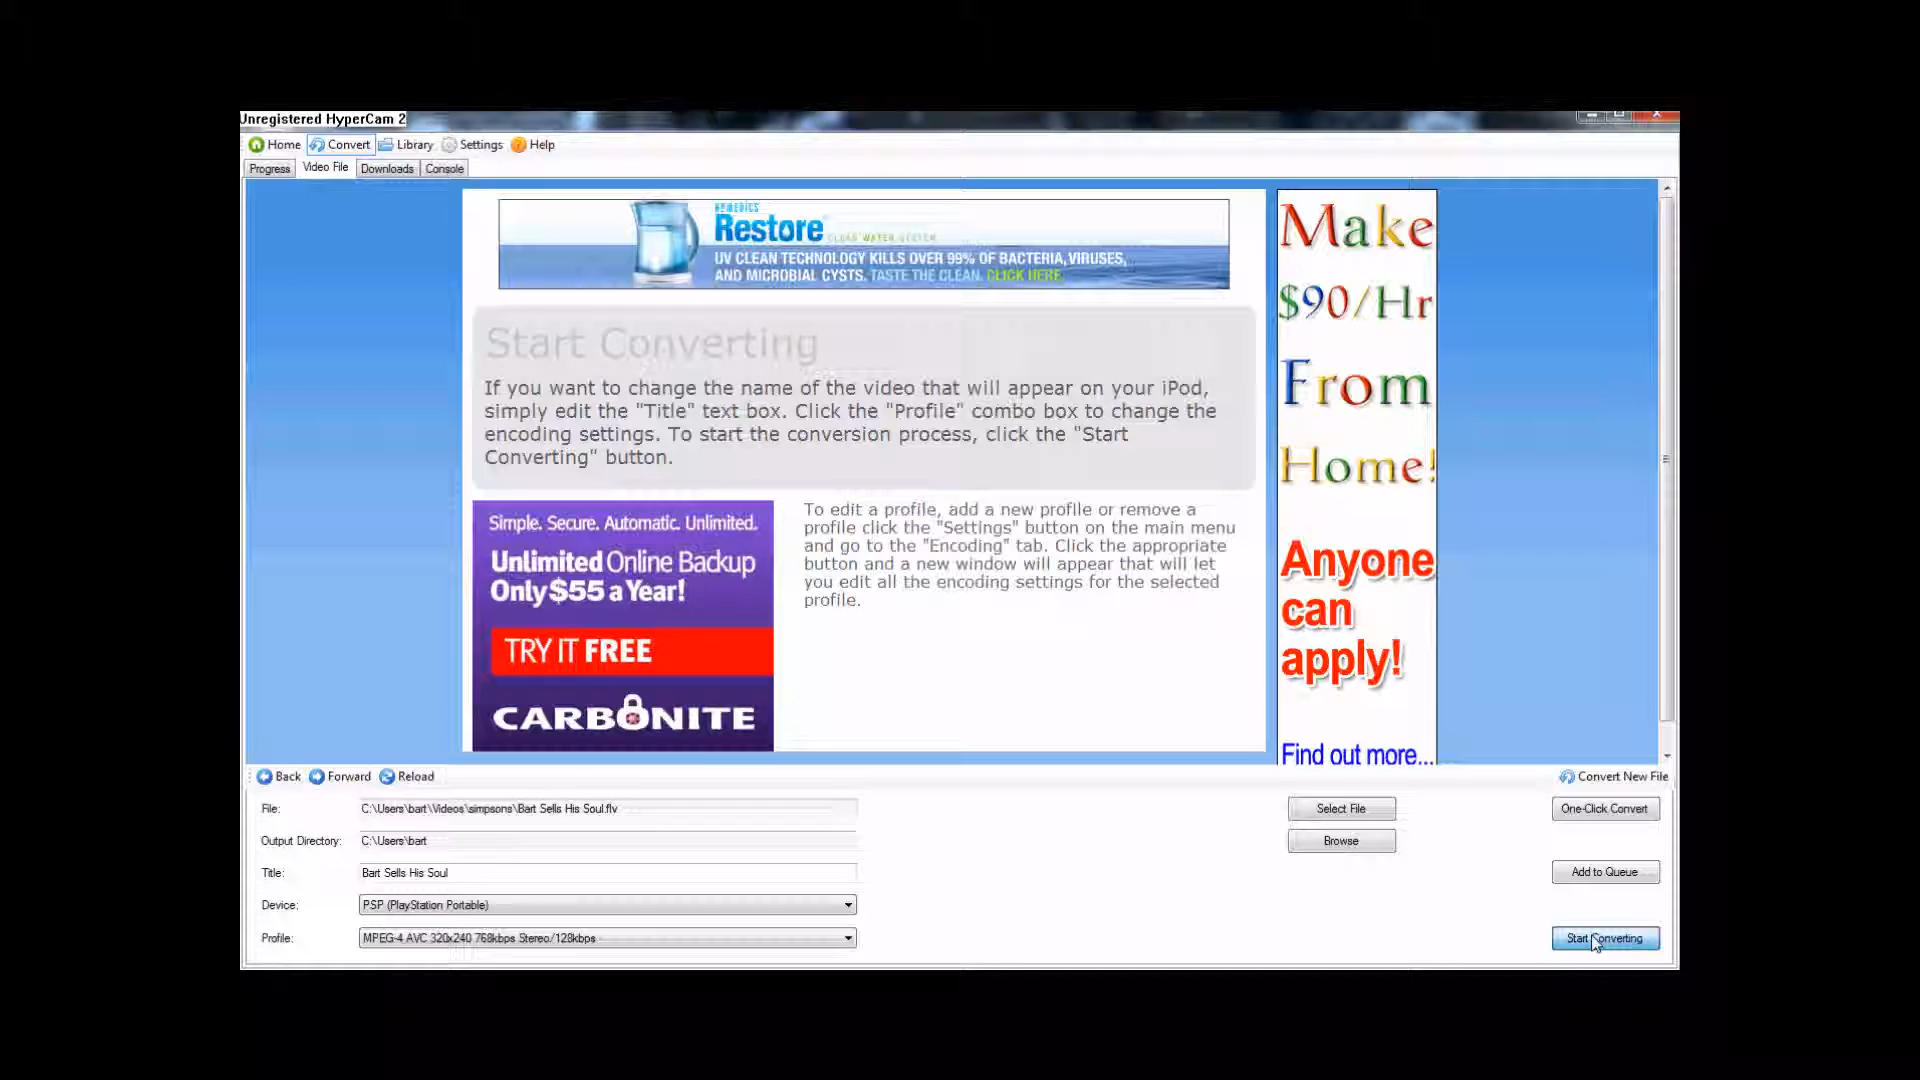 Unregistered HyperCam 2
Home Convert Library Settings Help
Progress Video File Downloads Console
HOMEDICS
Restore
CLEAN WATER SYSTEM
UV CLEAN TECHNOLOGY KILLS OVER 99% OF BACTERIA, VIRUSES,
AND MICROBIAL CYSTS. TASTE THE CLEAN. CLICK HERE
Start Converting
If you want to change the name of the video that will appear on your iPod,
simply edit the "Title" text box. Click the "Profile" combo box to change the
encoding settings. To start the conversion process, click the "Start
Converting" button.
Simple. Secure. Automatic. Unlimited.
Unlimited Online Backup
Only $55 a Year!
TRY IT FREE
CARBONITE
To edit a profile, add a new profile or remove a
profile click the "Settings" button on the main menu
and go to the "Encoding" tab. Click the appropriate
button and a new window will appear that will let
you edit all the encoding settings for the selected
profile.
Make
$90/Hr
From
Home!
Anyone
can
apply!
Find out more...
Back Forward Reload Convert New File
File: C:\Users\bart\Videos\simpsons\Bart Sells His Soul.flv Select File One-Click Convert
Output Directory: C:\Users\bart Browse
Title: Bart Sells His Soul Add to Queue
Device: PSP (PlayStation Portable)
Profile: MPEG-4 AVC 320x240 768kbps Stereo/128kbps Start Converting